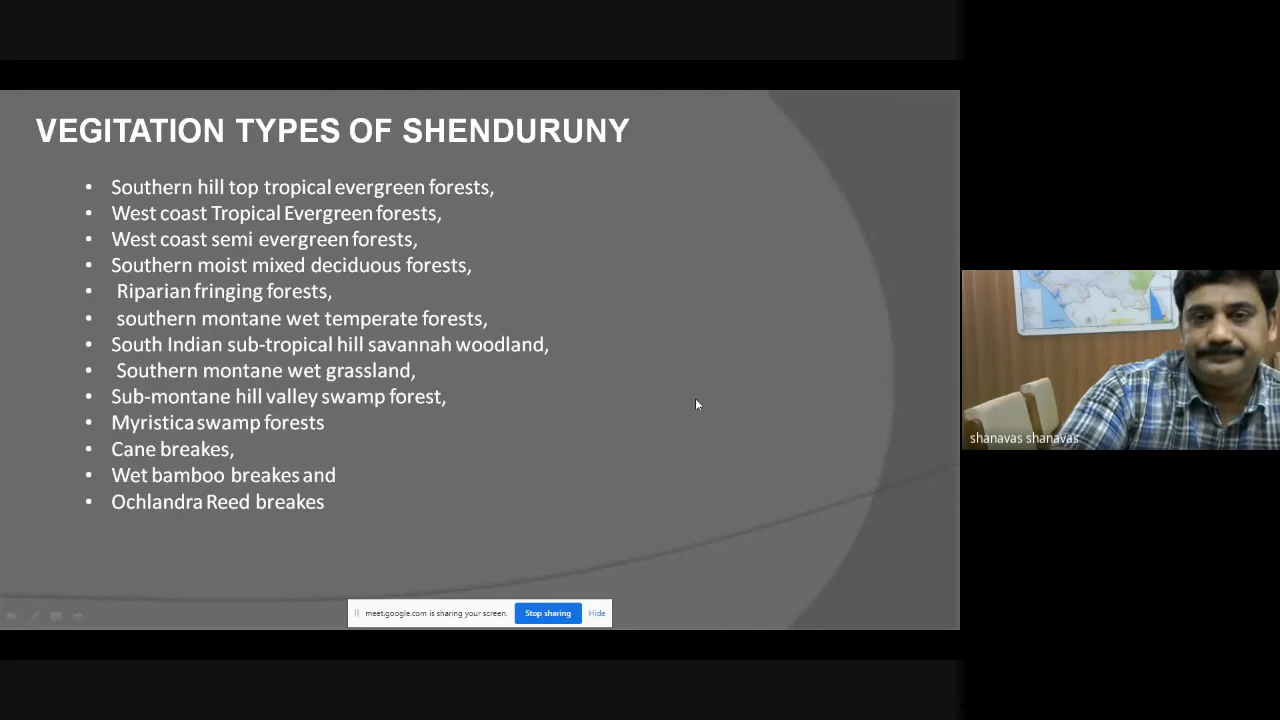 VEGITATION TYPES OF SHENDURUNY
• Southern hill top tropical evergreen forests,
• West coast Tropical Evergreen forests,
• West coast semi evergreen forests,
• Southern moist mixed deciduous forests,
• Riparian fringing forests,
• southern montane wet temperate forests,
• South Indian sub-tropical hill savannah woodland,
• Southern montane wet grassland,
• Sub-montane hill valley swamp forest,
• Myristica swamp forests
• Cane breakes,
• Wet bamboo breakes and
• Ochlandra Reed breakes
shanavas shanavas
meet.google.com is sharing your screen. Stop sharing Hide